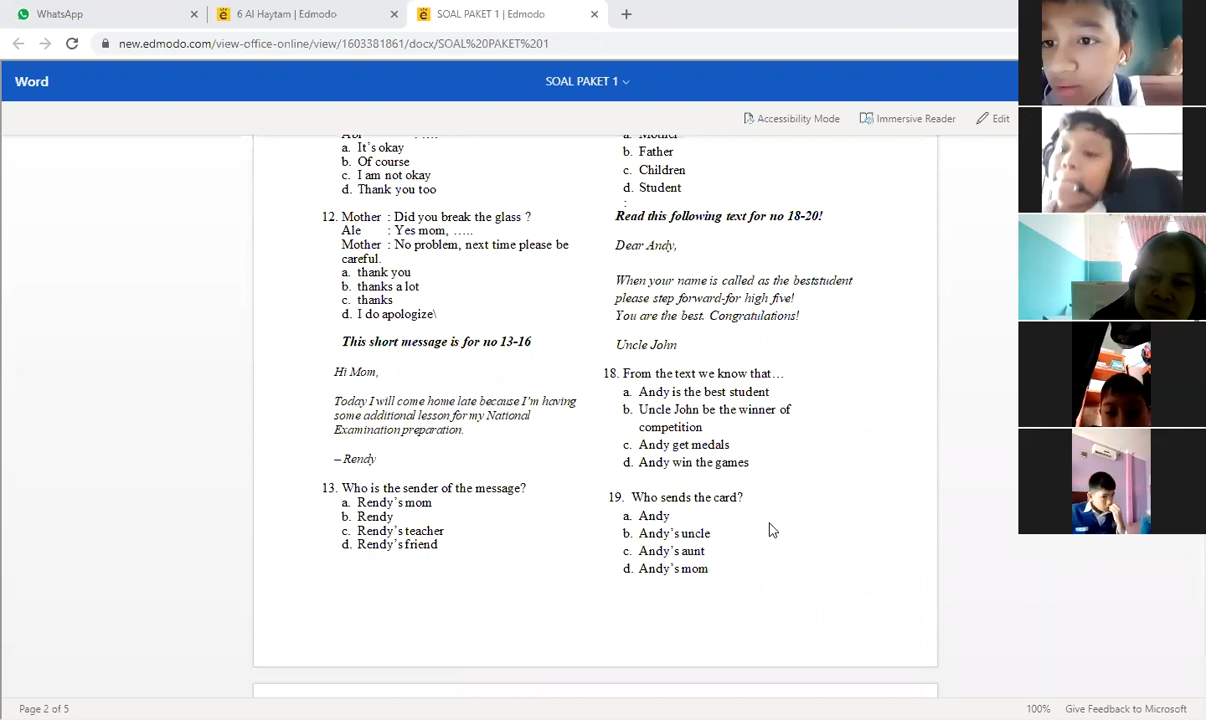 WhatsApp
6 Al Haytam | Edmodo
SOAL PAKET 1 | Edmodo
new.edmodo.com/view-office-online/view/1603381861/docx/SOAL%20PAKET%201
Word
SOAL PAKET 1
Accessibility Mode
Immersive Reader
Edit
a. It's okay
b. Of course
c. I am not okay
d. Thank you too
12. Mother : Did you break the glass ?
Ale : Yes mom, …..
Mother : No problem, next time please be
careful.
a. thank you
b. thanks a lot
c. thanks
d. I do apologize\
This short message is for no 13-16
Hi Mom,
Today I will come home late because I'm having
some additional lesson for my National
Examination preparation.
– Rendy
13. Who is the sender of the message?
a. Rendy's mom
b. Rendy
c. Rendy's teacher
d. Rendy's friend
a. Mother
b. Father
c. Children
d. Student
:
Read this following text for no 18-20!
Dear Andy,
When your name is called as the beststudent
please step forward-for high five!
You are the best. Congratulations!
Uncle John
18. From the text we know that…
a. Andy is the best student
b. Uncle John be the winner of
competition
c. Andy get medals
d. Andy win the games
19. Who sends the card?
a. Andy
b. Andy's uncle
c. Andy's aunt
d. Andy's mom
Page 2 of 5
100%
Give Feedback to Microsoft